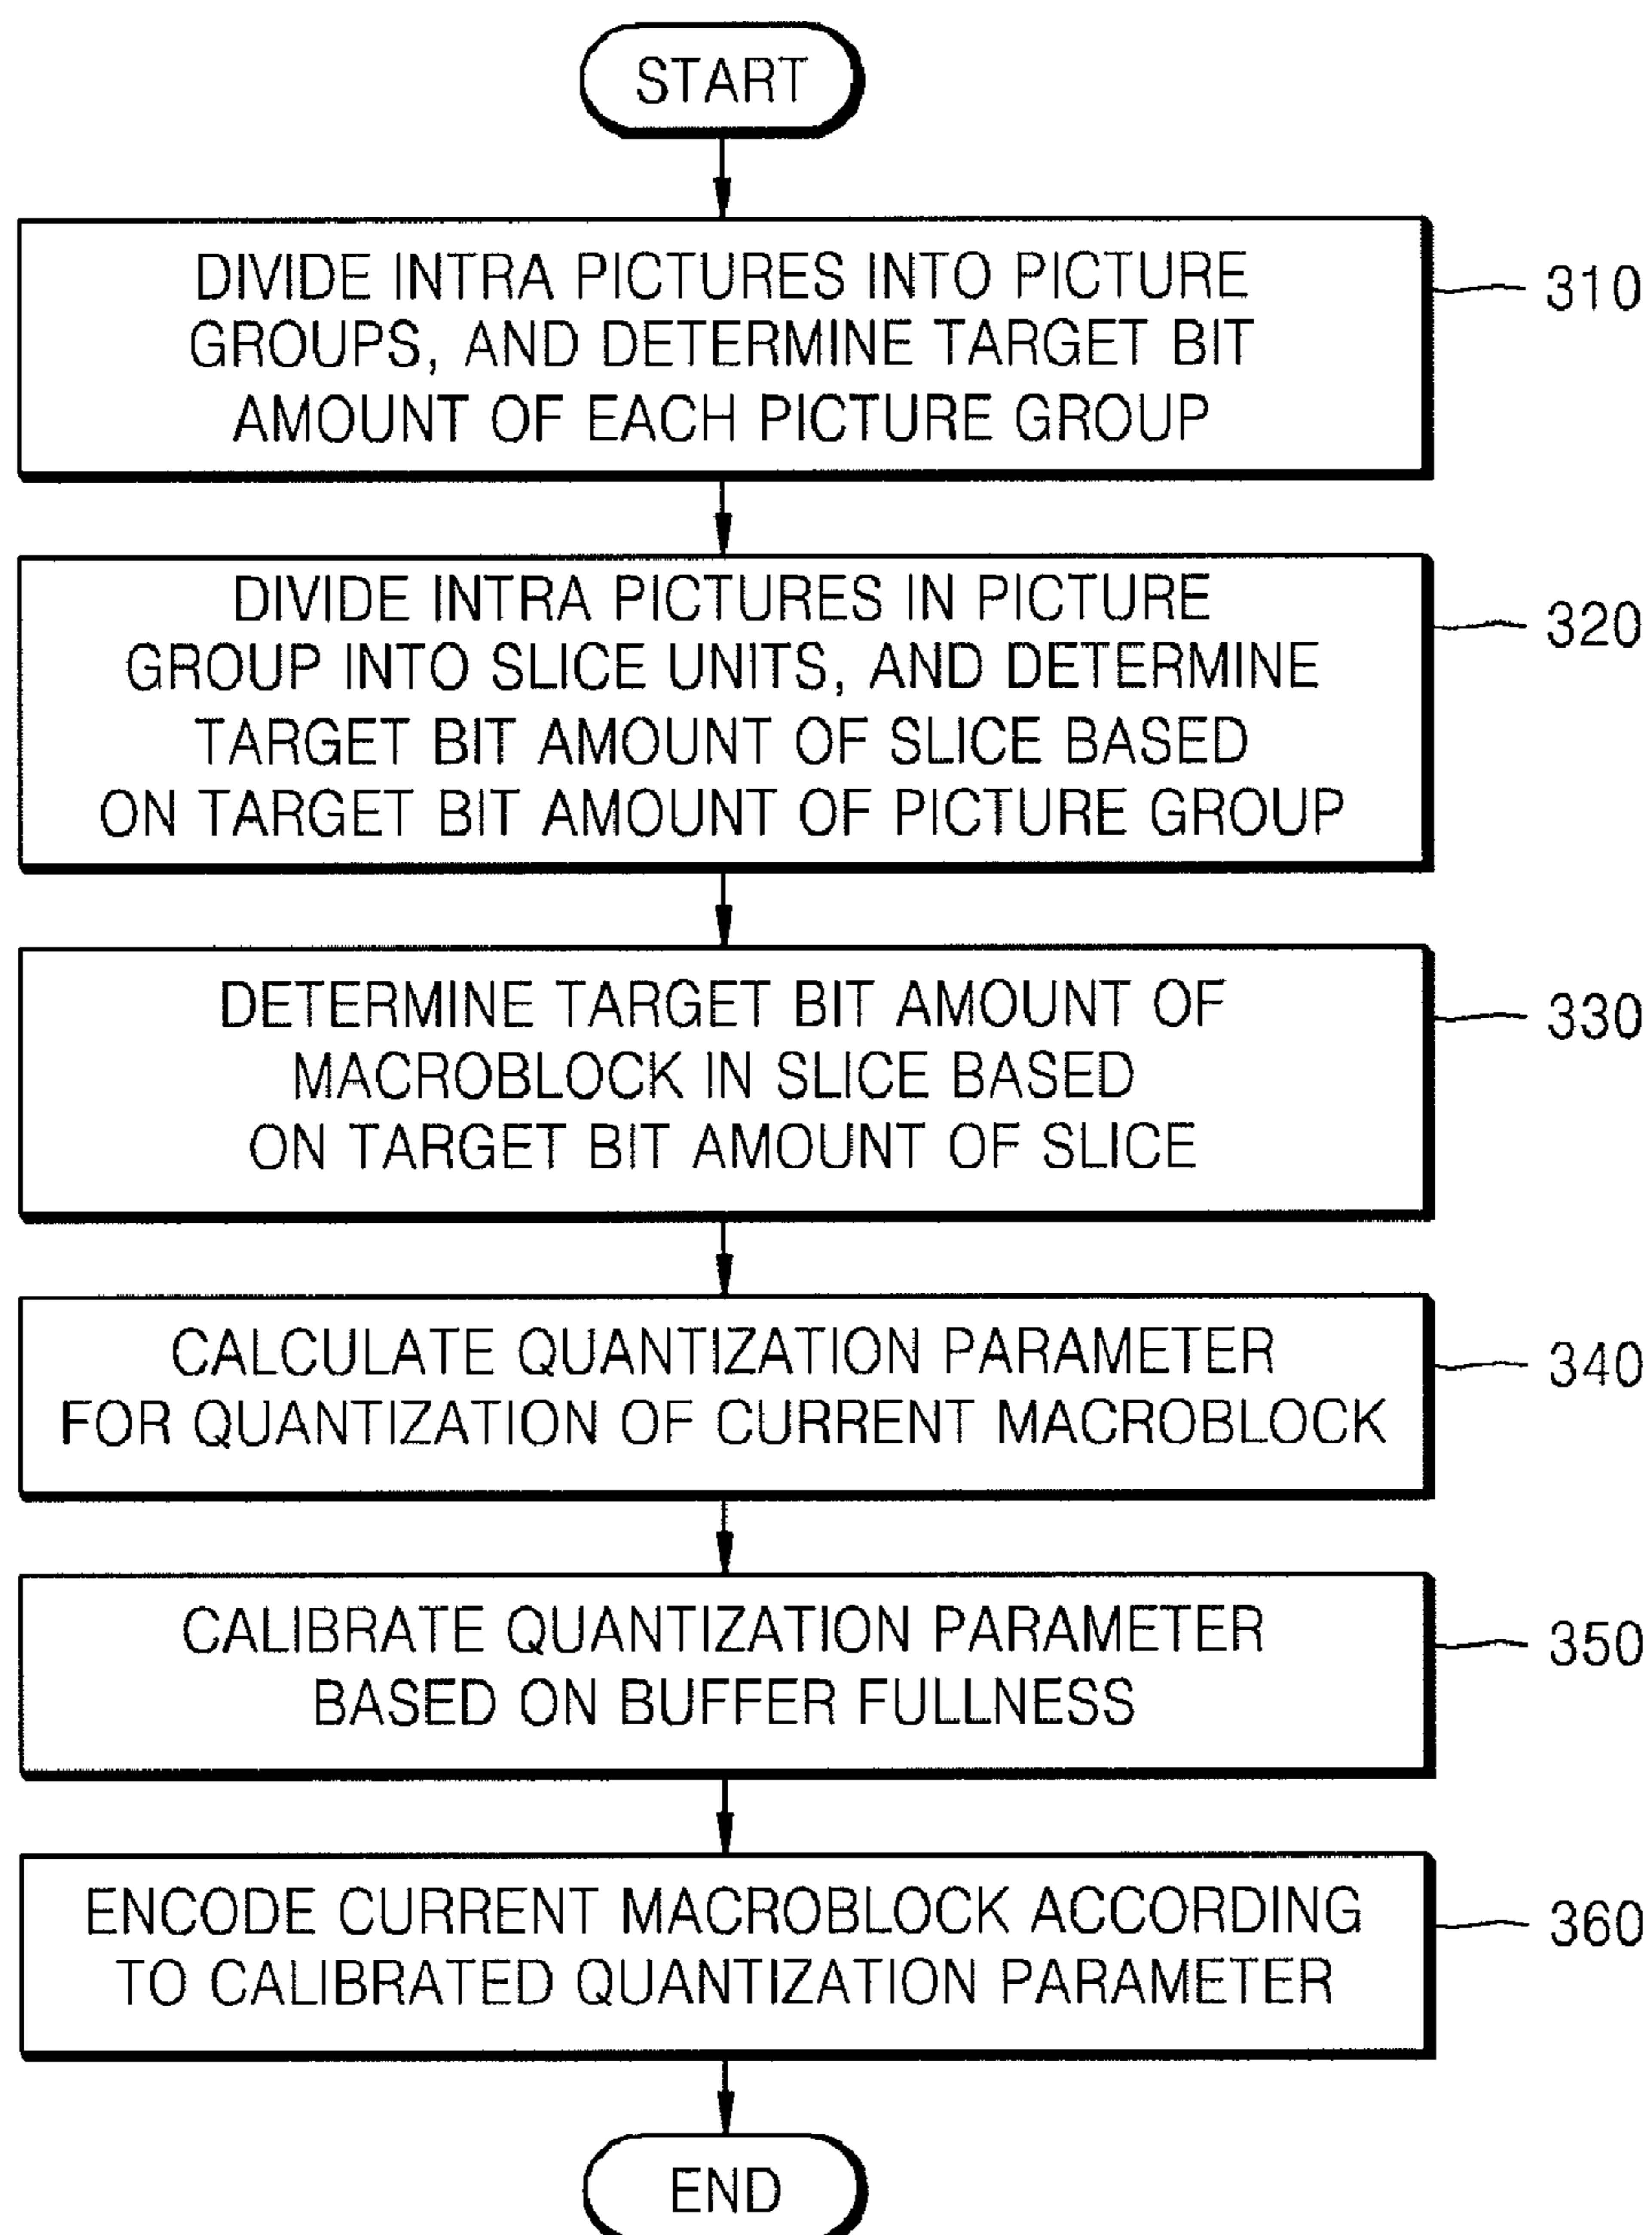 START
DIVIDE INTRA PICTURES INTO PICTURE
GROUPS, AND DETERMINE TARGET BIT
AMOUNT OF EACH PICTURE GROUP
310
DIVIDE INTRA PICTURES IN PICTURE
GROUP INTO SLICE UNITS, AND DETERMINE
TARGET BIT AMOUNT OF SLICE BASED
ON TARGET BIT AMOUNT OF PICTURE GROUP
320
DETERMINE TARGET BIT AMOUNT OF
MACROBLOCK IN SLICE BASED
ON TARGET BIT AMOUNT OF SLICE
330
CALCULATE QUANTIZATION PARAMETER
FOR QUANTIZATION OF CURRENT MACROBLOCK
340
CALIBRATE QUANTIZATION PARAMETER
BASED ON BUFFER FULLNESS
350
ENCODE CURRENT MACROBLOCK ACCORDING
TO CALIBRATED QUANTIZATION PARAMETER
360
END